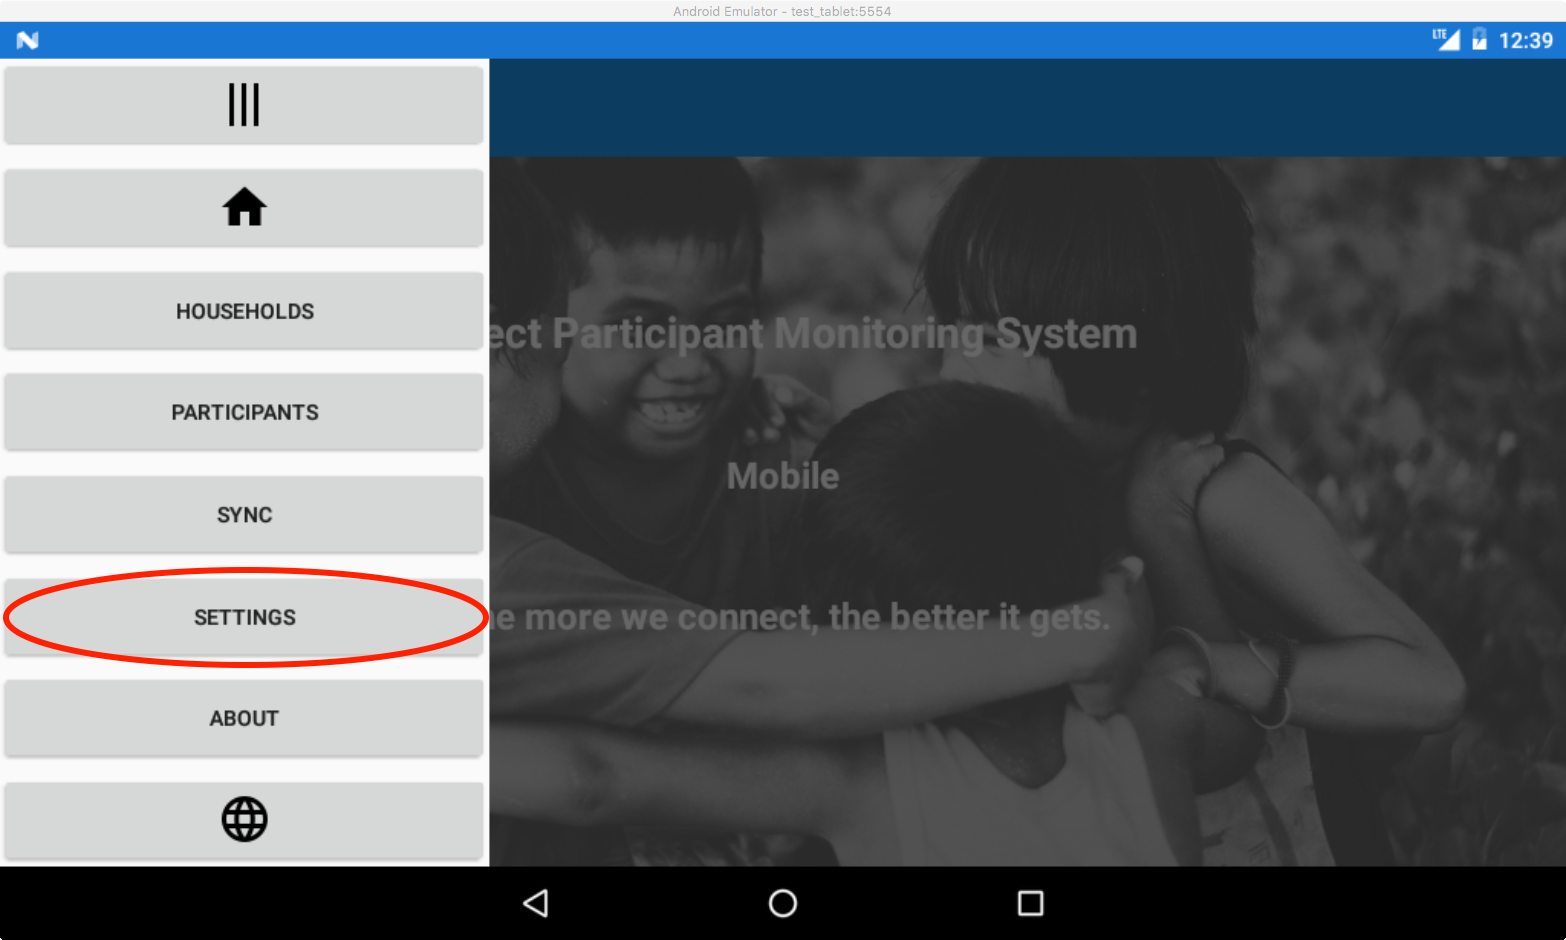 Android Emulator - test_tablet:5554
LTE 12:39
HOUSEHOLDS
PARTICIPANTS
SYNC
SETTINGS
ABOUT
ect Participant Monitoring System
Mobile
e more we connect, the better it gets.